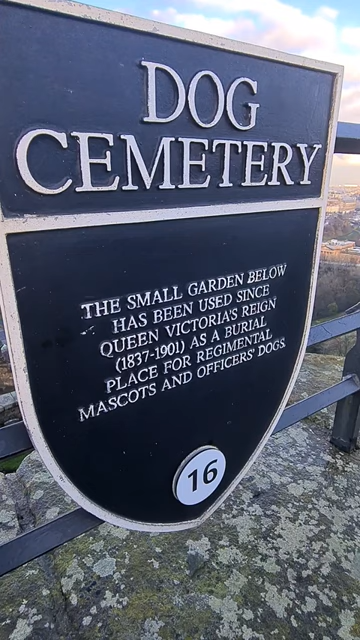 DOG
CEMETERY
THE SMALL GARDEN BELOW
HAS BEEN USED SINCE
QUEEN VICTORIA'S REIGN
(1837-1901) AS A BURIAL
PLACE FOR REGIMENTAL
MASCOTS AND OFFICERS' DOGS.
16